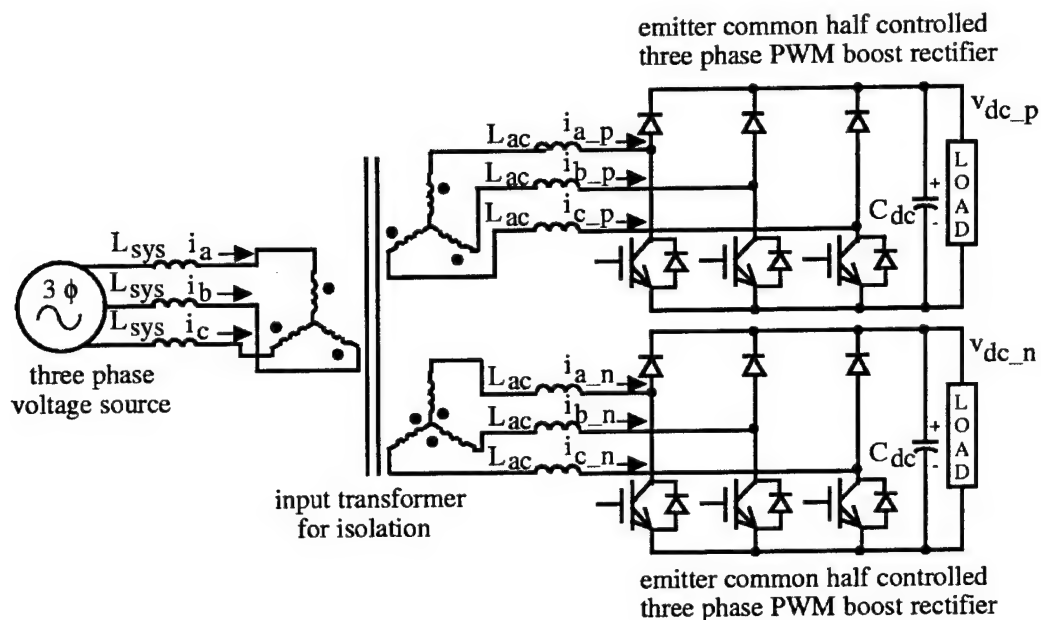 emitter common half controlled
three phase PWM boost rectifier
v_dc_p
L_ac i_a_p
L_ac i_b_p
L_ac i_c_p
C_dc
+
-
LOAD
L_sys i_a
L_sys i_b
L_sys i_c
3 ϕ
three phase
voltage source
input transformer
for isolation
v_dc_n
L_ac i_a_n
L_ac i_b_n
L_ac i_c_n
C_dc
+
-
LOAD
emitter common half controlled
three phase PWM boost rectifier